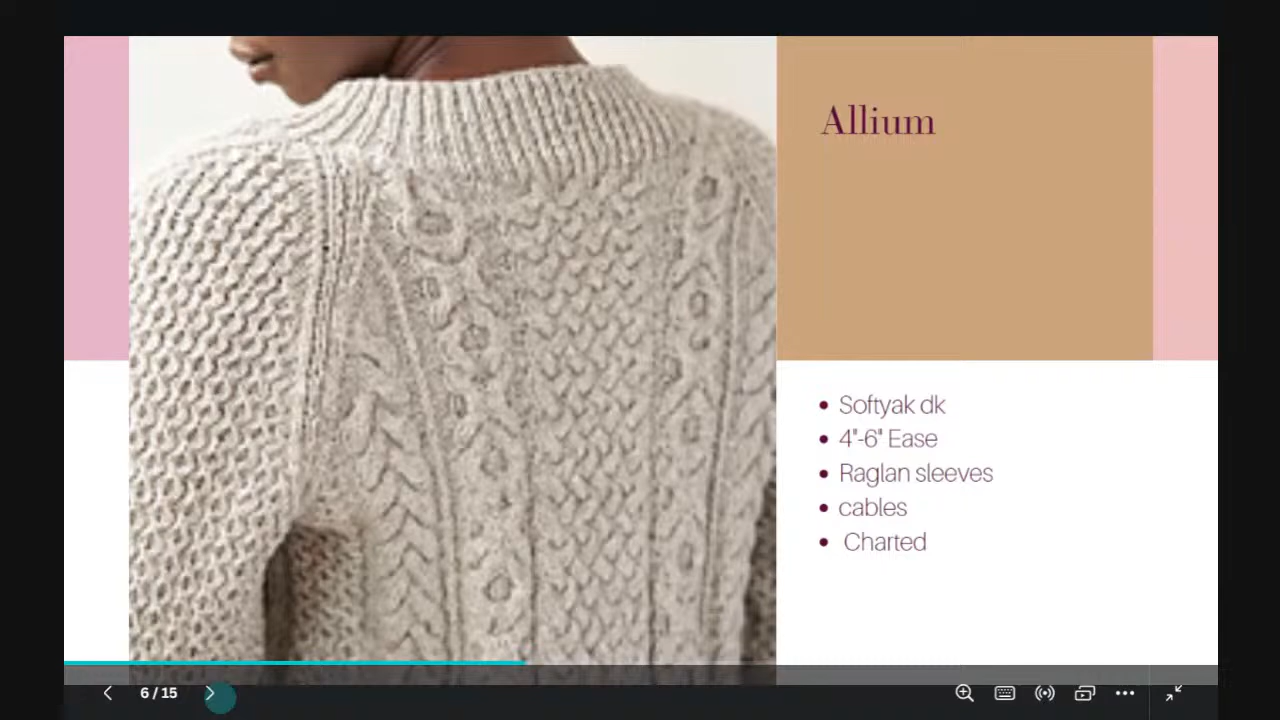 Allium
• Softyak dk
• 4"-6" Ease
• Raglan sleeves
• cables
• Charted
6 / 15